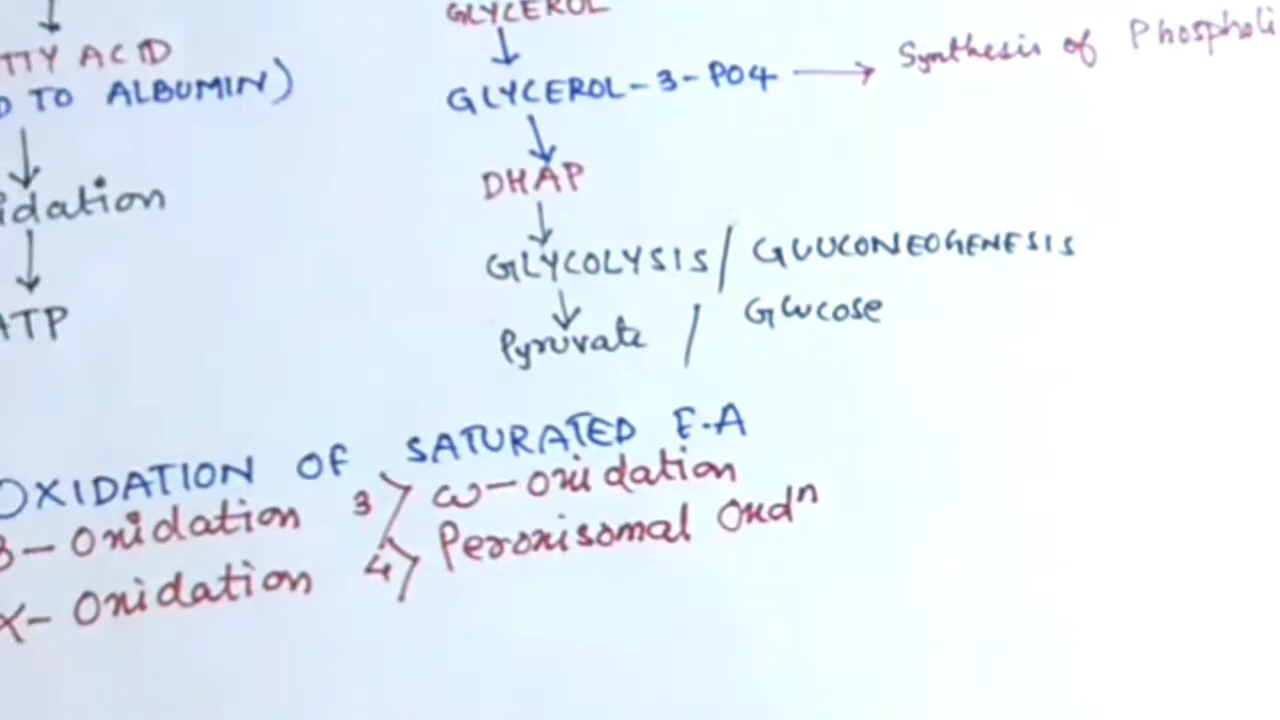 GLYCEROL
TTY ACID
GLYCEROL-3-PO4 → Synthesis of Phospholi
D TO ALBUMIN)
DHAP
idation
GLYCOLYSIS / GLUCONEOGENESIS
ATP
Pyruvate / Glucose
OXIDATION OF SATURATED F.A
β- Oxidation 3) ω-oxidation
α- Oxidation 4) Peroxisomal Oxidn